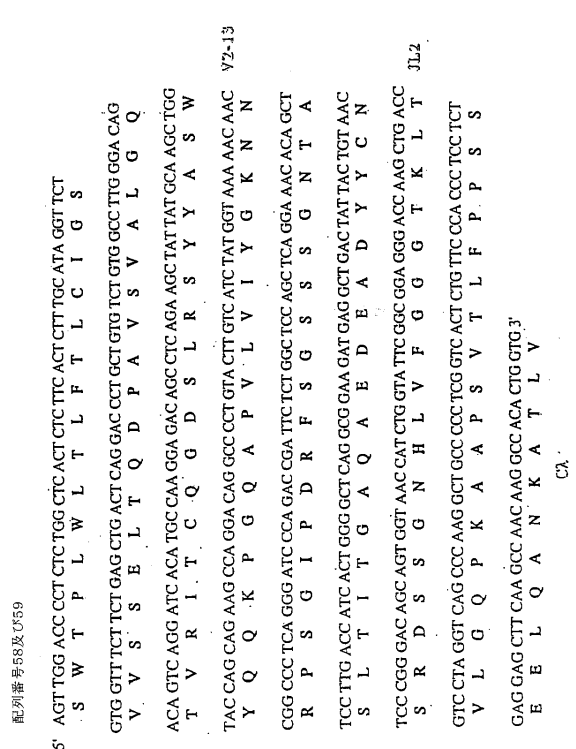 配列番号58及び59
5' AGT TGG ACC CCT CTC TGG CTC ACT CTC TTC ACT CTT TGC ATA GGT TCT
S W T P L W L T L F T L C I G S
GTG GTT TCT TCT GAG CTG ACT CAG GAC CCT GCT GTG TCT GTG GCC TTG GGA CAG
V V S S E L T Q D P A V S V A L G Q
ACA GTC AGG ATC ACA TGC CAA GGA GAC AGC CTC AGA AGC TAT TAT GCA AGC TGG
T V R I T C Q G D S L R S Y Y A S W
TAC CAG CAG AAG CCA GGA CAG GCC CCT GTA CTT GTC ATC TAT GGT AAA AAC AAC V2-13
Y Q Q K P G Q A P V L V I Y G K N N
CGG CCC TCA GGG ATC CCA GAC CGA TTC TCT GGC TCC AGC TCA GGA AAC ACA GCT
R P S G I P D R F S G S S S G N T A
TCC TTG ACC ATC ACT GGG GCT CAG GCG GAA GAT GAG GCT GAC TAT TAC TGT AAC
S L T I T G A Q A E D E A D Y Y C N
TCC CGG GAC AGC AGT GGT AAC CAT CTG GTA TTC GGC GGA GGG ACC AAG CTG ACC JL2
S R D S S G N H L V F G G G T K L T
GTC CTA GGT CAG CCC AAG GCT GCC CCC TCG GTC ACT CTG TTC CCA CCC TCC TCT
V L G Q P K A A P S V T L F P P S S
GAG GAG CTT CAA GCC AAC AAG GCC ACA CTG GTG 3'
E E L Q A N K A T L V
Cλ